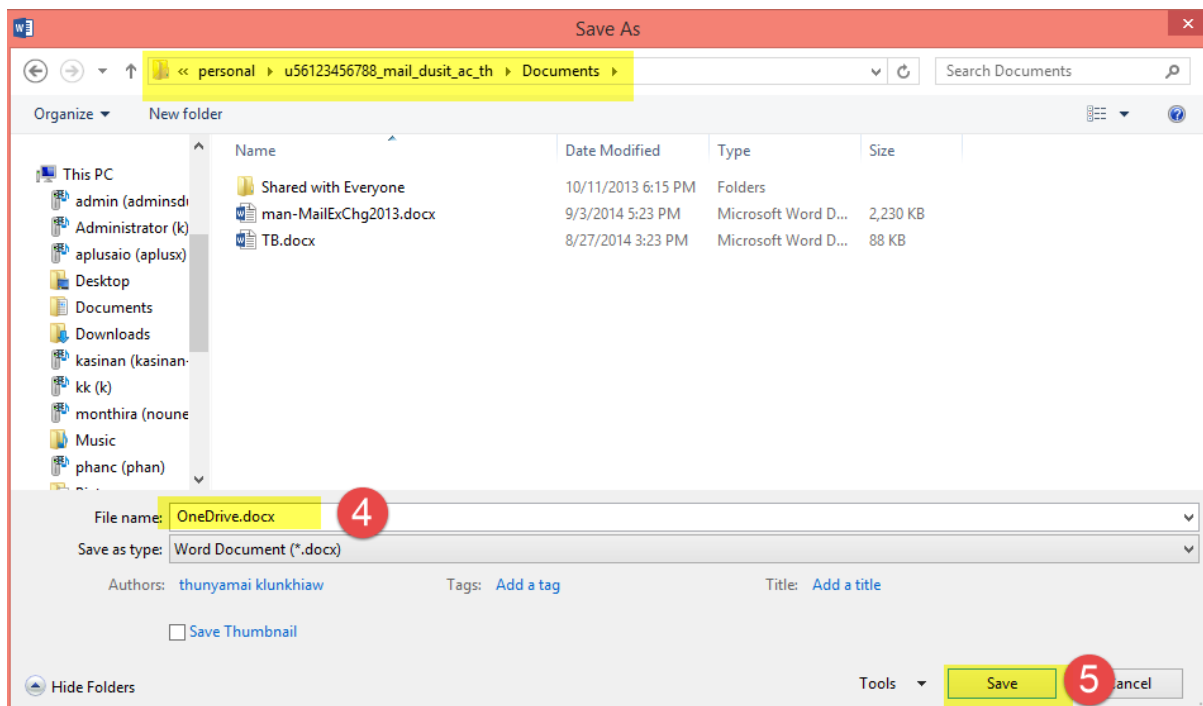 Save As
« personal u56123456788_mail_dusit_ac_th Documents
Search Documents
Organize New folder
Name Date Modified Type Size
This PC
admin (adminsdu
Administrator (k)
aplusaio (aplusx)
Desktop
Documents
Downloads
kasinan (kasinan-
kk (k)
monthira (noune
Music
phanc (phan)
Shared with Everyone 10/11/2013 6:15 PM Folders
man-MailExChg2013.docx 9/3/2014 5:23 PM Microsoft Word D... 2,230 KB
TB.docx 8/27/2014 3:23 PM Microsoft Word D... 88 KB
File name: OneDrive.docx 4
Save as type: Word Document (*.docx)
Authors: thunyamai klunkhiaw Tags: Add a tag Title: Add a title
Save Thumbnail
Hide Folders Tools Save 5 ancel